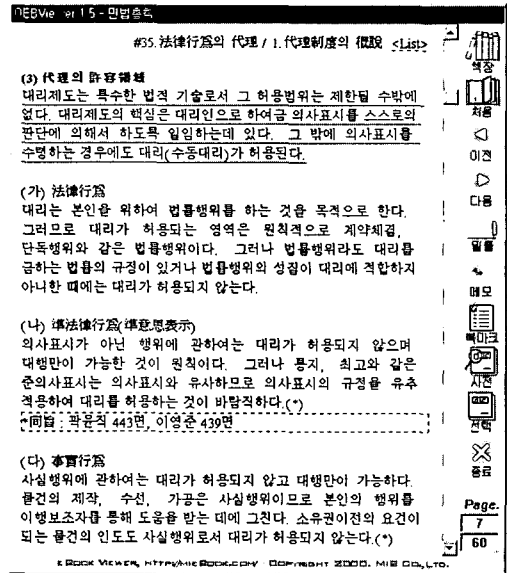 DEBViewer 1.5 - 민법총칙
#35. 法律行爲의 代理 / 1.代理制度의 槪說 <List>
(3) 代理의 許容領域
대리제도는 특수한 법적 기술로서 그 허용범위는 제한될 수밖에
없다. 대리제도의 핵심은 대리인으로 하여금 의사표시를 스스로의
판단에 의해서 하도록 일임하는데 있다. 그 밖에 의사표시를
수령하는 경우에도 대리(수동대리)가 허용된다.
(가) 法律行爲
대리는 본인을 위하여 법률행위를 하는 것을 목적으로 한다.
그러므로 대리가 허용되는 영역은 원칙적으로 계약체결,
단독행위와 같은 법률행위이다. 그러나 법률행위라도 대리를
금하는 법률의 규정이 있거나 법률행위의 성질이 대리에 적합하지
아니한 때에는 대리가 허용되지 않는다.
(나) 準法律行爲(準意思表示)
의사표시가 아닌 행위에 관하여는 대리가 허용되지 않으며
대행만이 가능한 것이 원칙이다. 그러나 통지, 최고와 같은
준의사표시는 의사표시와 유사하므로 의사표시의 규정을 유추
적용하여 대리를 허용하는 것이 바람직하다.(*)
*同旨 : 곽윤직 443면, 이영준 439면
(다) 事實行爲
사실행위에 관하여는 대리가 허용되지 않고 대행만이 가능하다.
물건의 제작, 수선, 가공은 사실행위이므로 본인의 행위를
이행보조자를 통해 도움을 받는 데에 그친다. 소유권이전의 요건이
되는 물건의 인도도 사실행위로서 대리가 허용되지 않는다.(*)
EBOOK VIEWER, HTTP://MIEBOOK.COM COPYRIGHT 2000. MIE CO., LTD.
책장
처음
이전
다음
밑줄
메모
북마크
사전
선택
종료
Page.
7
60